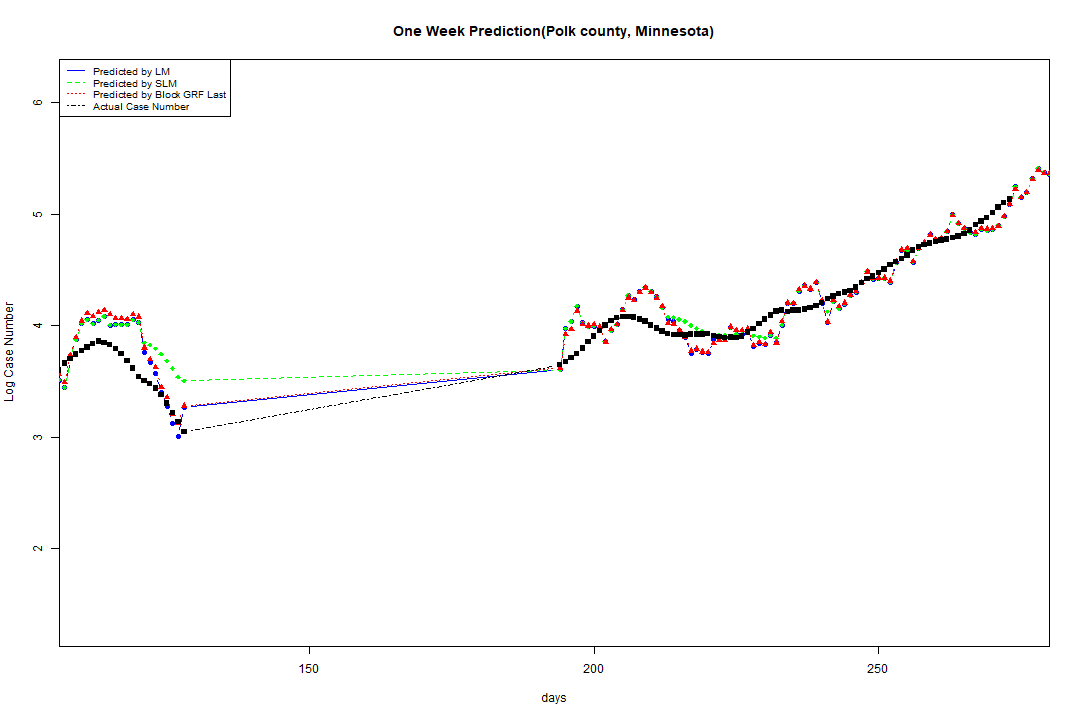 One Week Prediction(Polk county, Minnesota)
Predicted by LM
Predicted by SLM
Predicted by Block GRF Last
Actual Case Number
6
5
4
3
2
Log Case Number
150
200
250
days